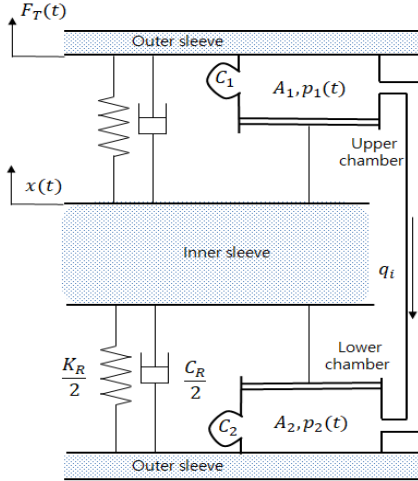 F_T(t)
Outer sleeve
C_1
A_1, p_1(t)
Upper
chamber
x(t)
Inner sleeve
q_i
Lower
chamber
K_R/2
C_R/2
C_2
A_2, p_2(t)
Outer sleeve